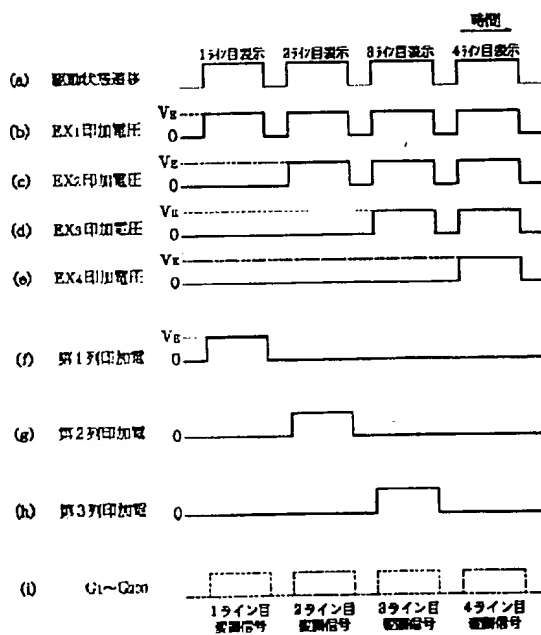 時間
1ライン目表示 2ライン目表示 3ライン目表示 4ライン目表示
(a) 駆動状態遷移
(b) EX1印加電圧 VE 0
(c) EX2印加電圧 VE 0
(d) EX3印加電圧 VE 0
(e) EX4印加電圧 VE 0
(f) 第1列印加電 VE 0
(g) 第2列印加電 0
(h) 第3列印加電 0
(i) G1~G200
1ライン目 2ライン目 3ライン目 4ライン目
変調信号 変調信号 変調信号 変調信号